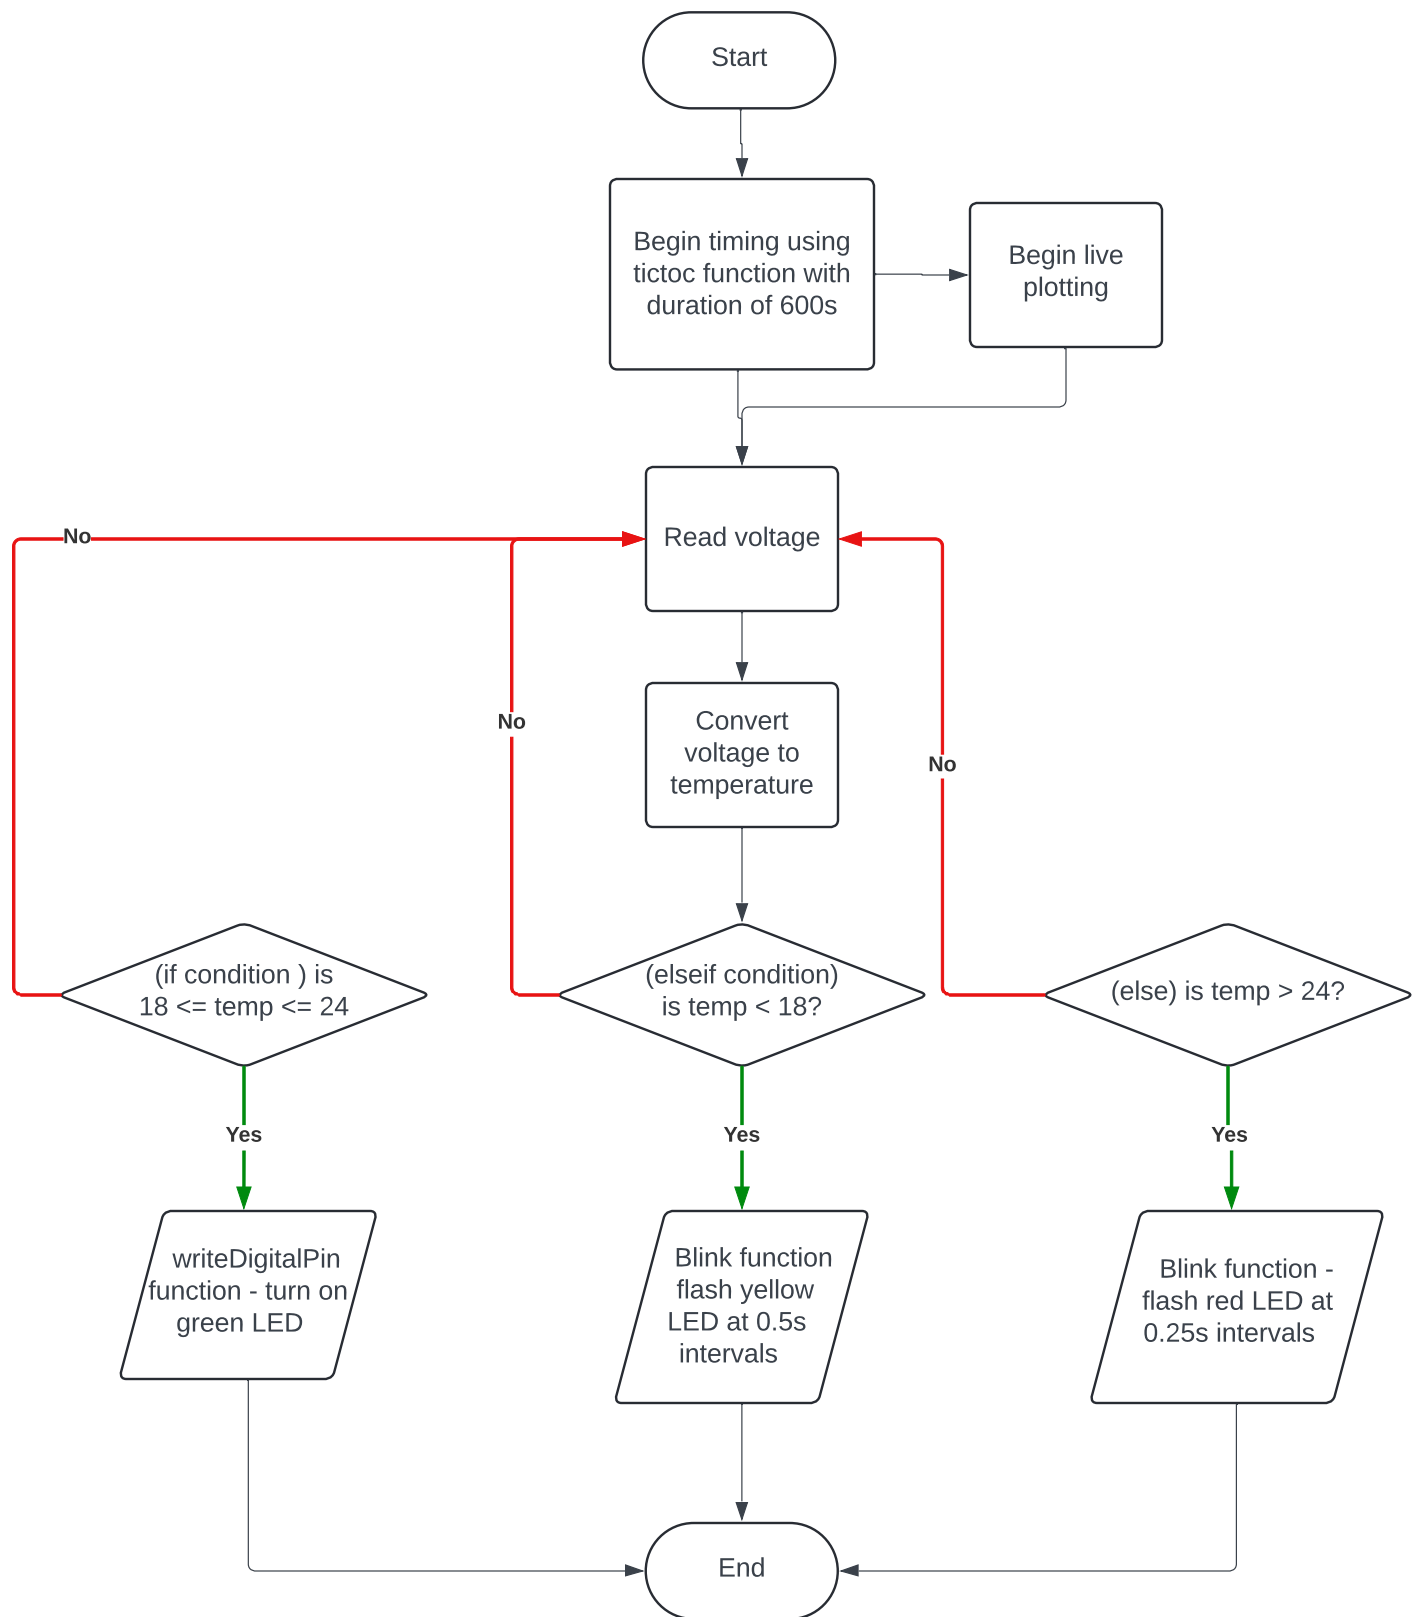 Start
Begin timing using
tictoc function with
duration of 600s
Begin live
plotting
Read voltage
No
No
No
Convert
voltage to
temperature
(if condition ) is
18 <= temp <= 24
(elseif condition)
is temp < 18?
(else) is temp > 24?
Yes
Yes
Yes
writeDigitalPin
function - turn on
green LED
Blink function
flash yellow
LED at 0.5s
intervals
Blink function -
flash red LED at
0.25s intervals
End